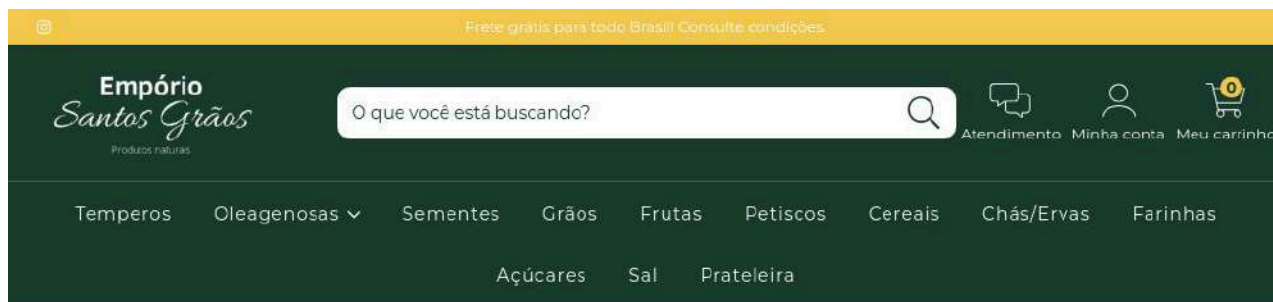 Frete grátis para todo Brasil! Consulte condições.
Empório
Santos Grãos
Produtos naturais
O que você está buscando?
0
Atendimento Minha conta Meu carrinho
Temperos Oleagenosas Sementes Grãos Frutas Petiscos Cereais Chás/Ervas Farinhas
Açúcares Sal Prateleira